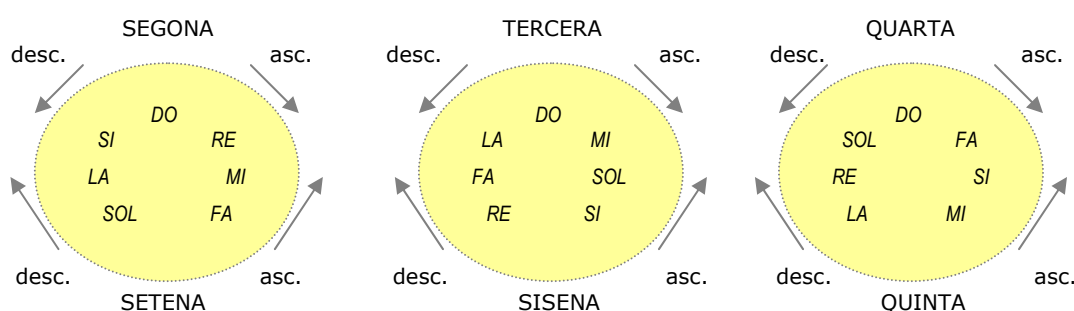 SEGONA
desc. asc.
DO
SI RE
LA MI
SOL FA
desc. asc.
SETENA
TERCERA
desc. asc.
DO
LA MI
FA SOL
RE SI
desc. asc.
SISENA
QUARTA
desc. asc.
DO
SOL FA
RE SI
LA MI
desc. asc.
QUINTA